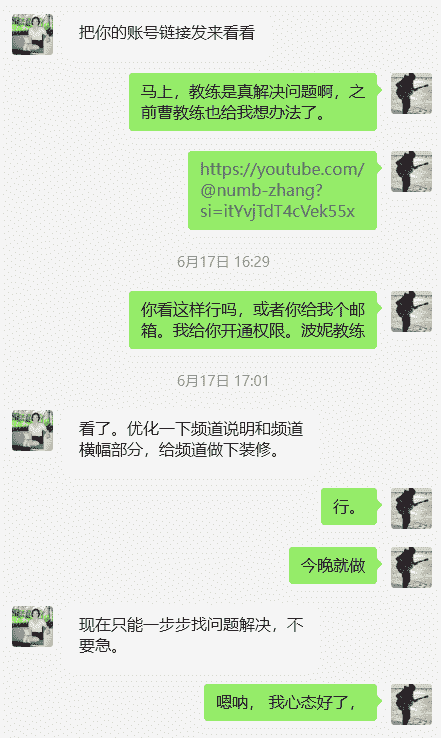 把你的账号链接发来看看
马上，教练是真解决问题啊，之
前曹教练也给我想办法了。
https://youtube.com/
@numb-zhang?
si=itYvjTdT4cVek55x
6月17日 16:29
你看这样行吗，或者你给我个邮
箱。我给你开通权限。波妮教练
6月17日 17:01
看了。优化一下频道说明和频道
横幅部分，给频道做下装修。
行。
今晚就做
现在只能一步步找问题解决，不
要急。
嗯呐， 我心态好了，